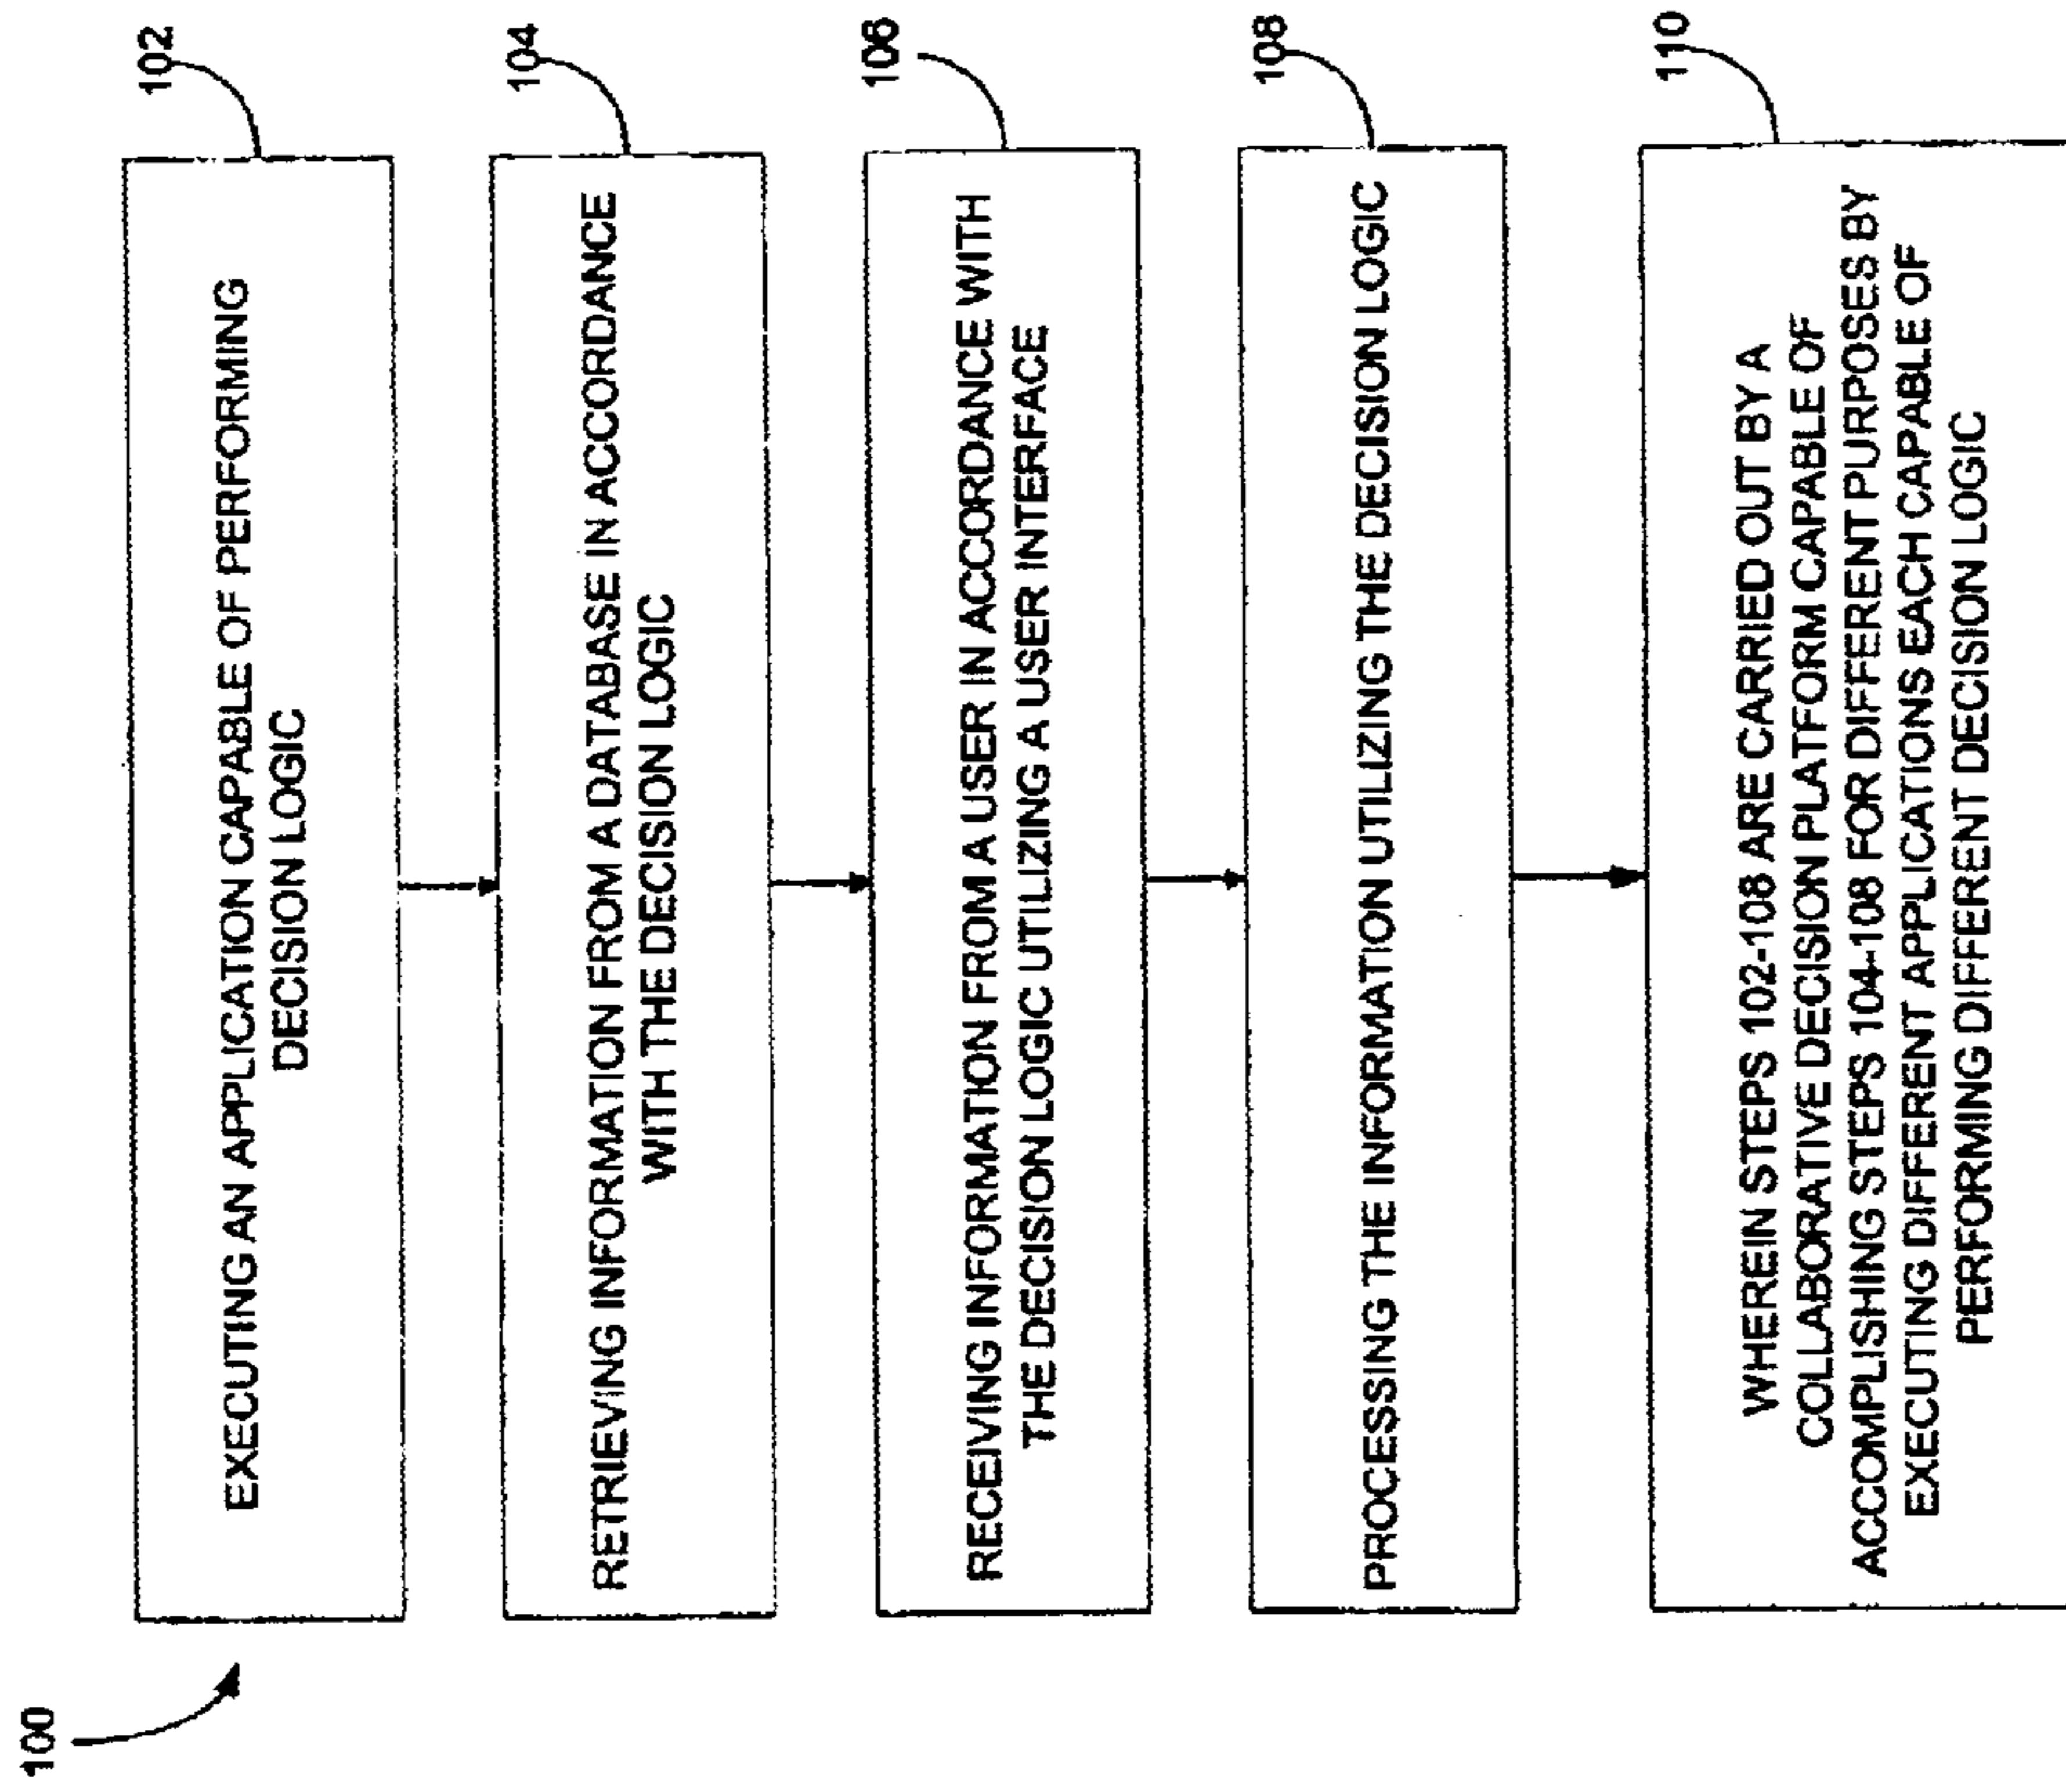 100
102
EXECUTING AN APPLICATION CAPABLE OF PERFORMING
DECISION LOGIC
104
RETRIEVING INFORMATION FROM A DATABASE IN ACCORDANCE
WITH THE DECISION LOGIC
106
RECEIVING INFORMATION FROM A USER IN ACCORDANCE WITH
THE DECISION LOGIC UTILIZING A USER INTERFACE
108
PROCESSING THE INFORMATION UTILIZING THE DECISION LOGIC
110
WHEREIN STEPS 102-108 ARE CARRIED OUT BY A
COLLABORATIVE DECISION PLATFORM CAPABLE OF
ACCOMPLISHING STEPS 104-108 FOR DIFFERENT PURPOSES BY
EXECUTING DIFFERENT APPLICATIONS EACH CAPABLE OF
PERFORMING DIFFERENT DECISION LOGIC